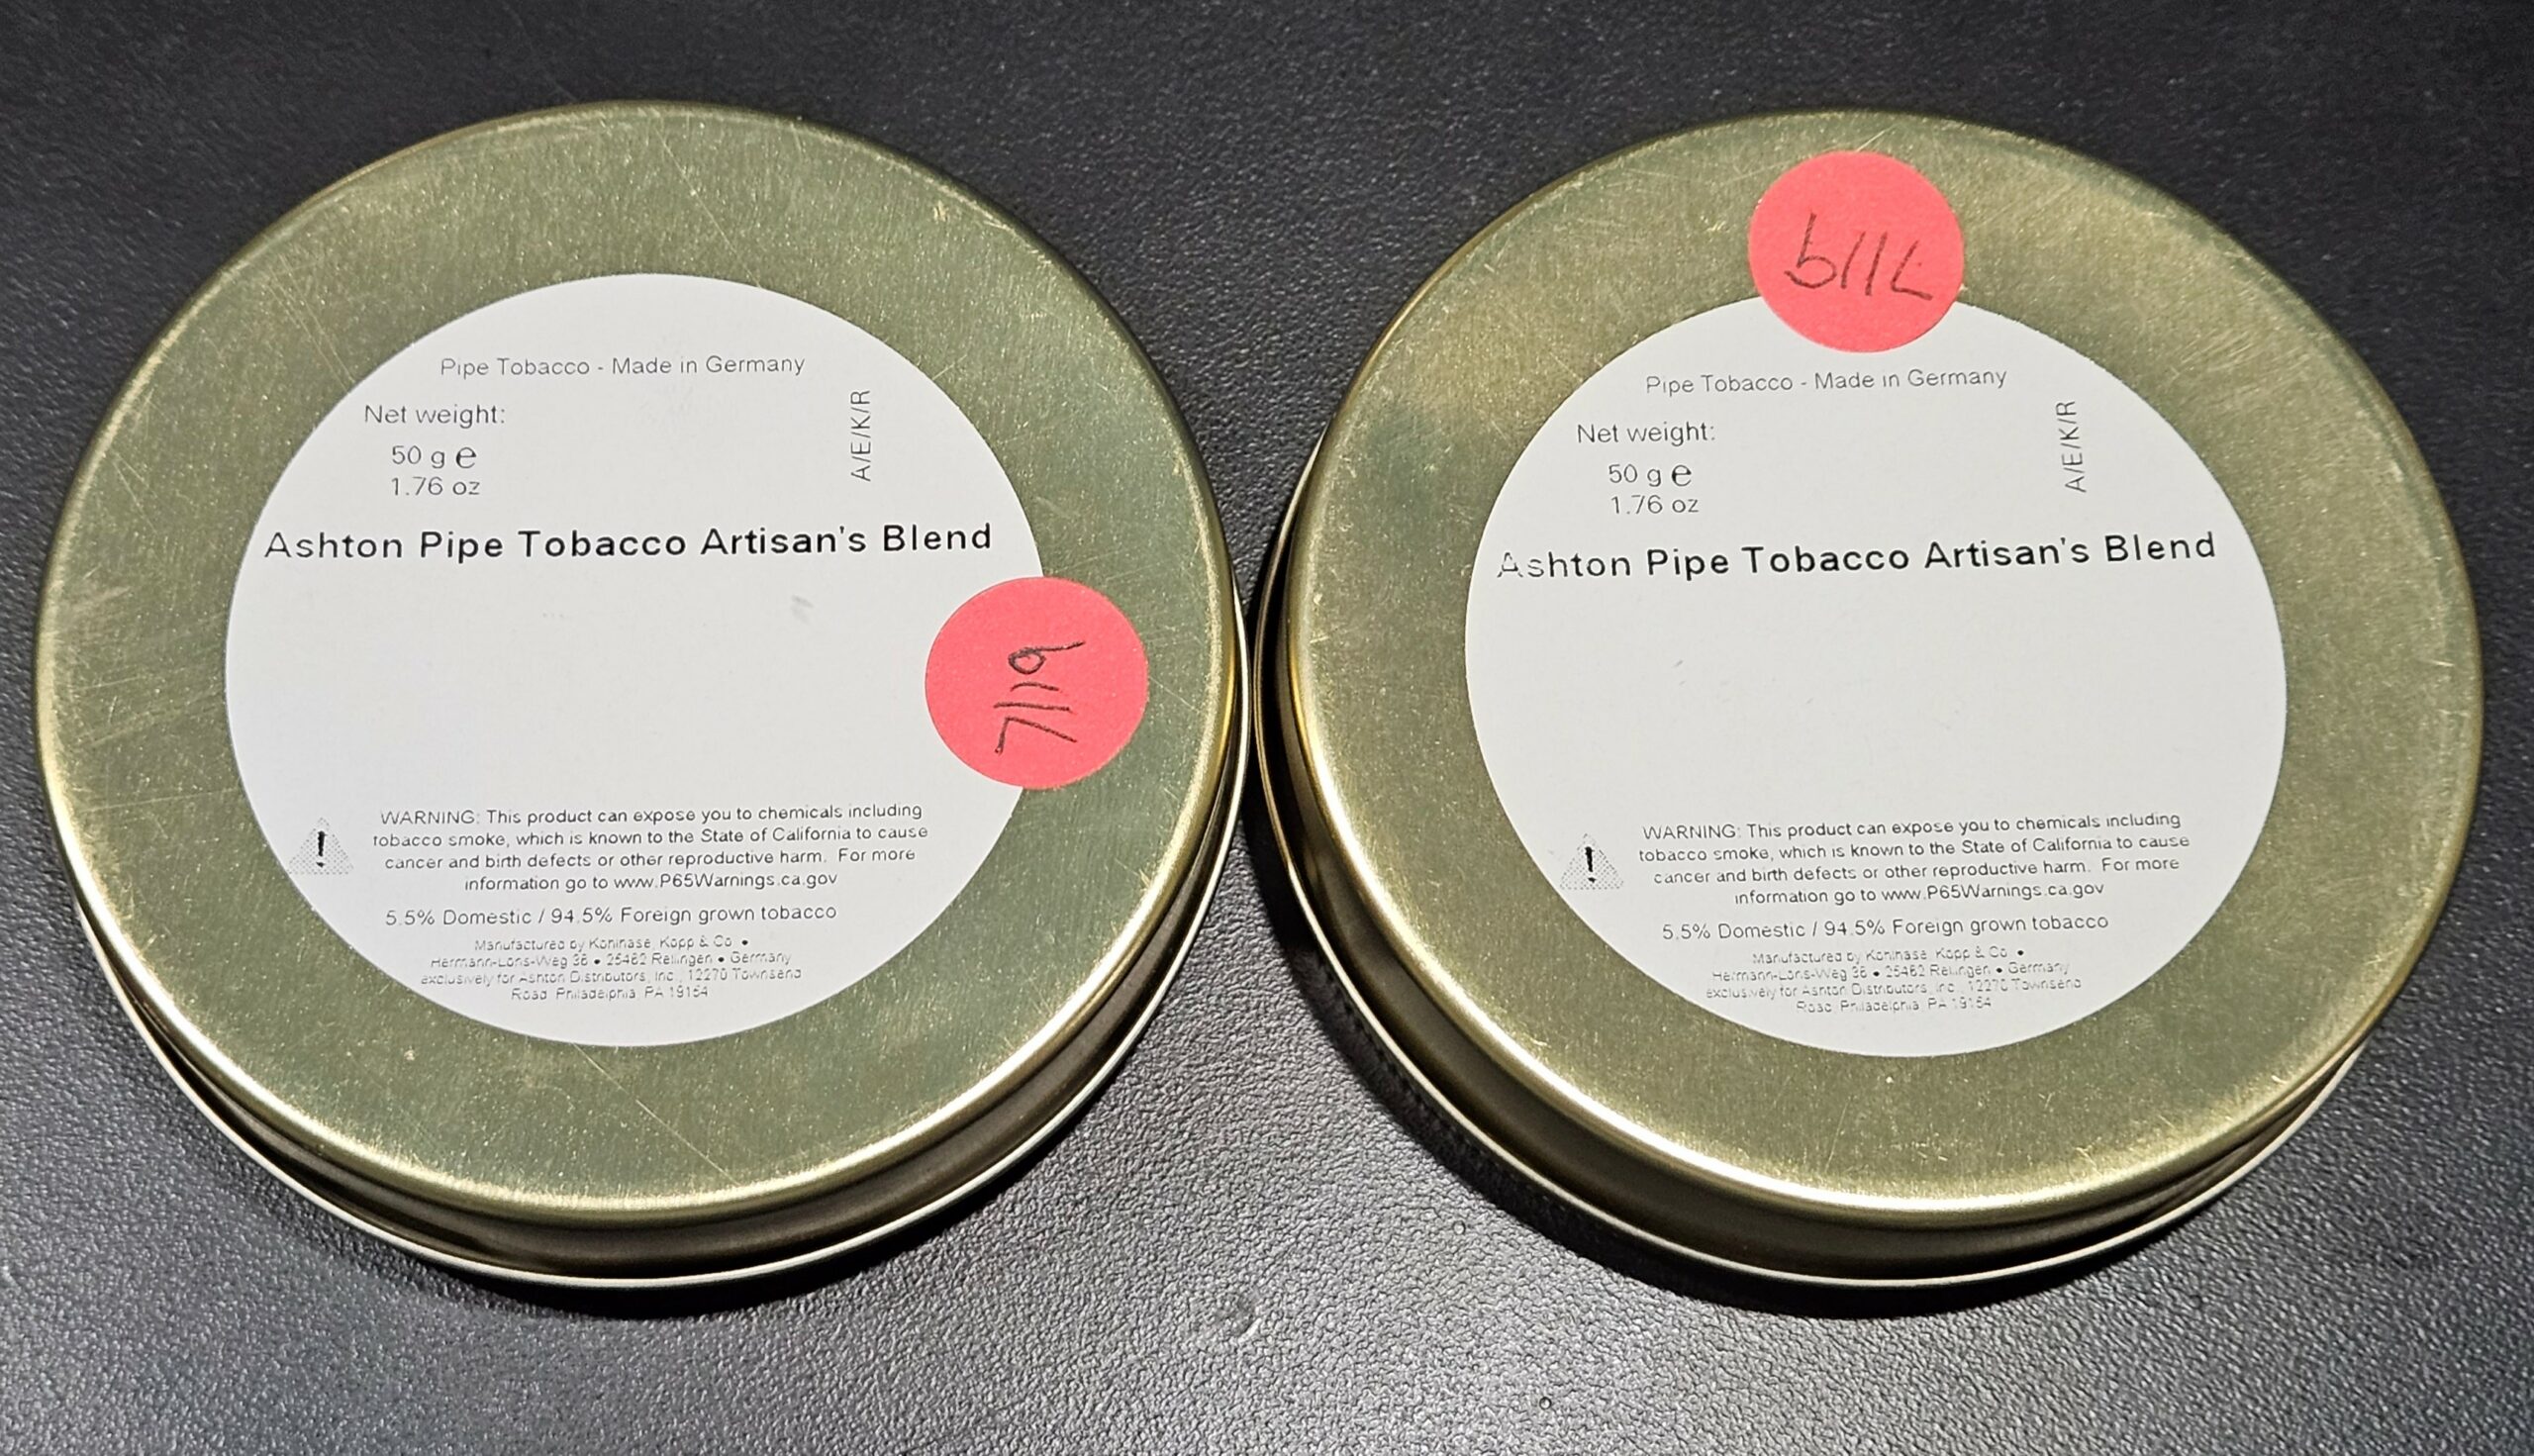 Pipe Tobacco - Made in Germany
Net weight:
50 g e
1.76 oz
A/E/K/R
Ashton Pipe Tobacco Artisan's Blend
7/19
WARNING: This product can expose you to chemicals including
tobacco smoke, which is known to the State of California to cause
cancer and birth defects or other reproductive harm. For more
information go to www.P65Warnings.ca.gov
5.5% Domestic / 94.5% Foreign grown tobacco
Manufactured by Kohlhase, Kopp & Co •
Hermann-Löns-Weg 36 • 25462 Rellingen • Germany
exclusively for Ashton Distributors, Inc., 12270 Townsend
Road Philadelphia, PA 19154
7/19
Pipe Tobacco - Made in Germany
Net weight:
50 g e
1.76 oz
A/E/K/R
Ashton Pipe Tobacco Artisan's Blend
WARNING: This product can expose you to chemicals including
tobacco smoke, which is known to the State of California to cause
cancer and birth defects or other reproductive harm. For more
information go to www.P65Warnings.ca.gov
5.5% Domestic / 94.5% Foreign grown tobacco
Manufactured by Kohlhase, Kopp & Co •
Hermann-Löns-Weg 36 • 25462 Rellingen • Germany
exclusively for Ashton Distributors, Inc., 12270 Townsend
Road Philadelphia, PA 19154